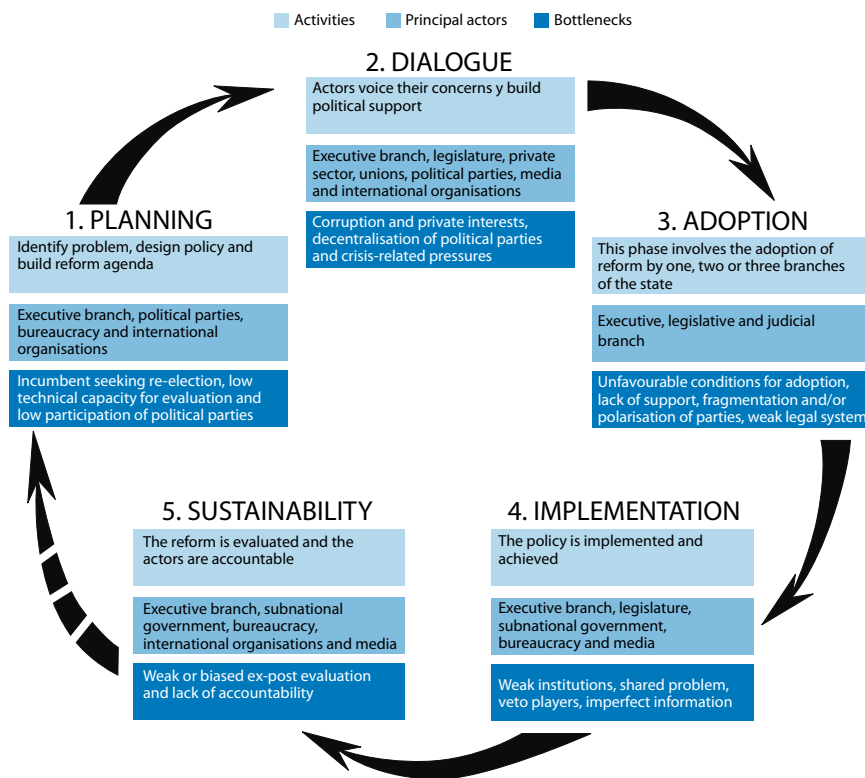 Activities
Principal actors
Bottlenecks
2. DIALOGUE
Actors voice their concerns y build
political support
Executive branch, legislature, private
sector, unions, political parties, media
and international organisations
Corruption and private interests,
decentralisation of political parties
and crisis-related pressures
1. PLANNING
Identify problem, design policy and
build reform agenda
Executive branch, political parties,
bureaucracy and international
organisations
Incumbent seeking re-election, low
technical capacity for evaluation and
low participation of political parties
3. ADOPTION
This phase involves the adoption of
reform by one, two or three branches
of the state
Executive, legislative and judicial
branch
Unfavourable conditions for adoption,
lack of support, fragmentation and/or
polarisation of parties, weak legal system
5. SUSTAINABILITY
The reform is evaluated and the
actors are accountable
Executive branch, subnational
government, bureaucracy,
international organisations and media
Weak or biased ex-post evaluation
and lack of accountability
4. IMPLEMENTATION
The policy is implemented and
achieved
Executive branch, legislature,
subnational government,
bureaucracy and media
Weak institutions, shared problem,
veto players, imperfect information